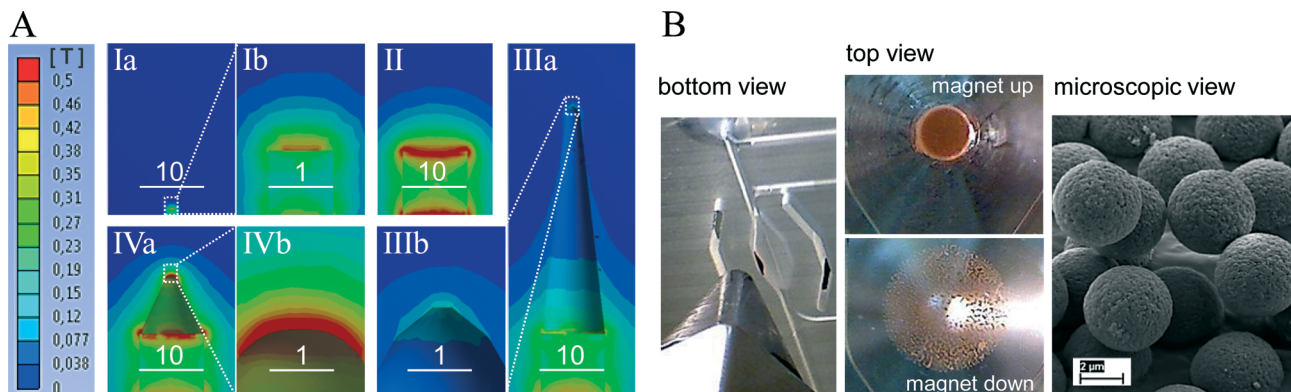 A
[T]
0,5
0,46
0,42
0,38
0,35
0,31
0,27
0,23
0,19
0,15
0,12
0,077
0,038
0
Ia
10
Ib
1
II
10
IIIa
10
IVa
10
IVb
1
IIIb
1
B
bottom view
top view
magnet up
magnet down
microscopic view
2 µm